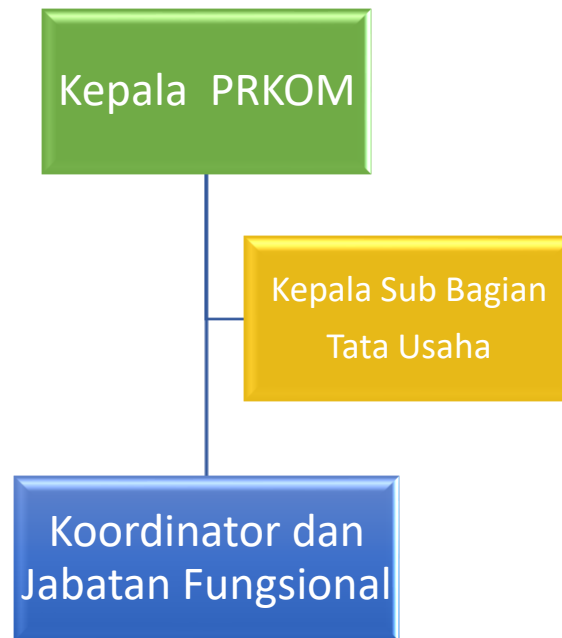 Kepala PRKOM
Kepala Sub Bagian
Tata Usaha
Koordinator dan
Jabatan Fungsional